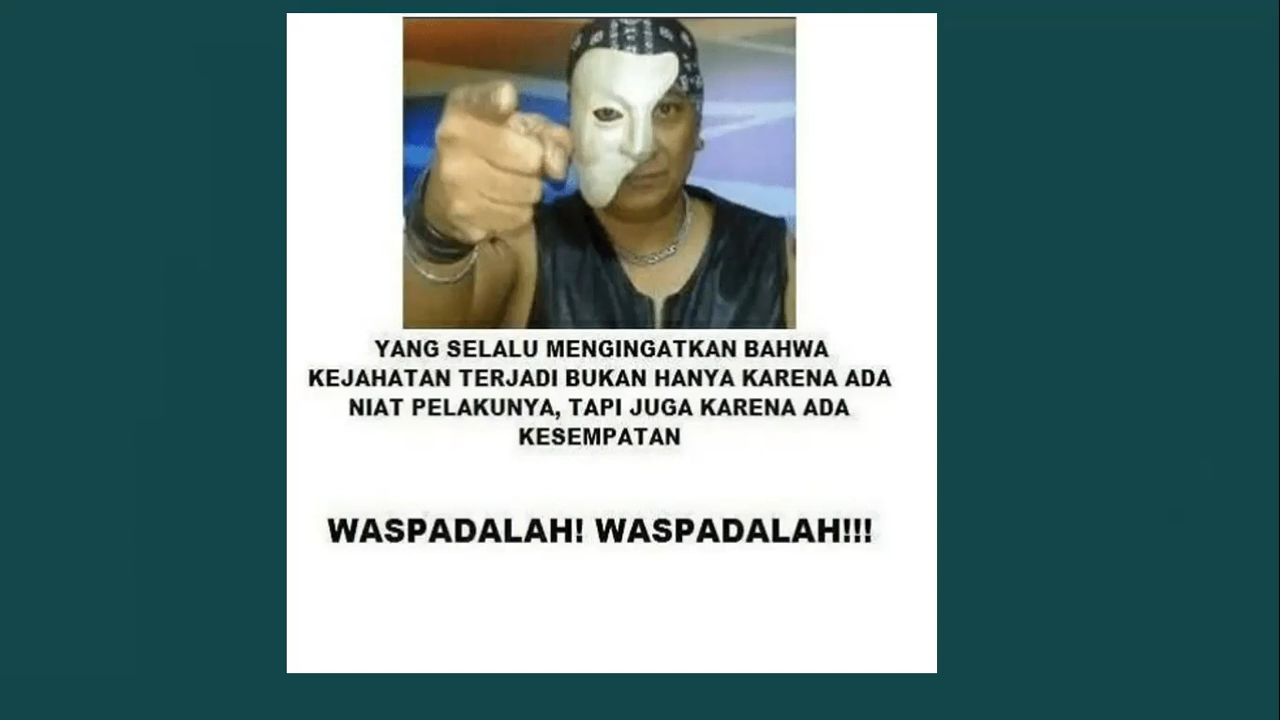 YANG SELALU MENGINGATKAN BAHWA
KEJAHATAN TERJADI BUKAN HANYA KARENA ADA
NIAT PELAKUNYA, TAPI JUGA KARENA ADA
KESEMPATAN
WASPADALAH! WASPADALAH!!!